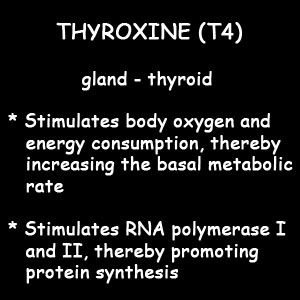 THYROXINE (T4)
gland - thyroid
* Stimulates body oxygen and
energy consumption, thereby
increasing the basal metabolic
rate
* Stimulates RNA polymerase I
and II, thereby promoting
protein synthesis